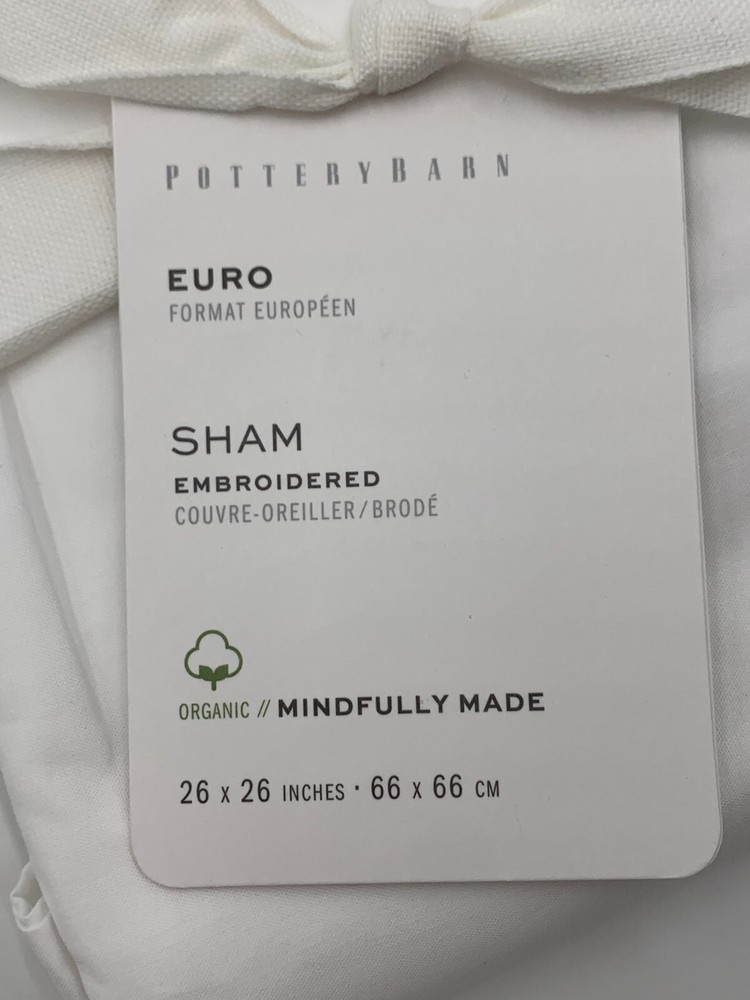 POTTERYBARN
EURO
FORMAT EUROPÉEN
SHAM
EMBROIDERED
COUVRE-OREILLER/BRODÉ
ORGANIC // MINDFULLY MADE
26 x 26 INCHES · 66 x 66 CM